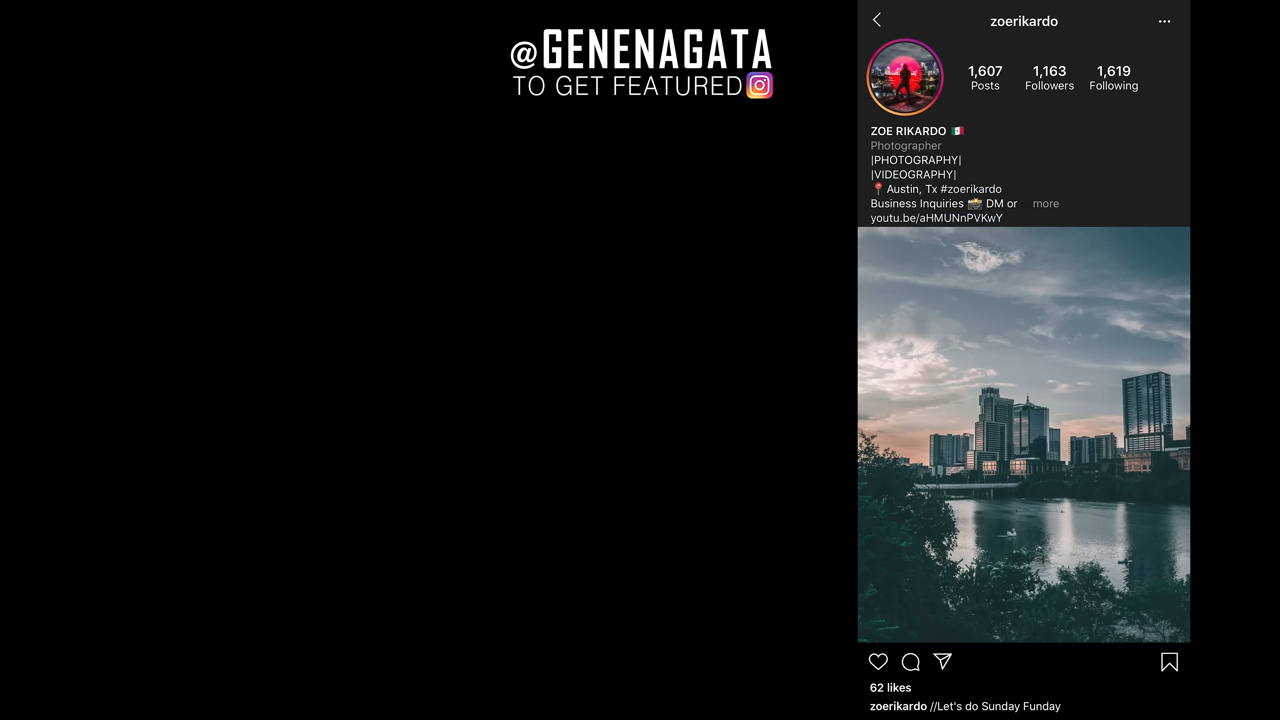 @GENENAGATA
TO GET FEATURED
zoerikardo
1,607 1,163 1,619
Posts Followers Following
ZOE RIKARDO 🇲🇽
Photographer
|PHOTOGRAPHY|
|VIDEOGRAPHY|
📍 Austin, Tx #zoerikardo
Business Inquiries 📸 DM or more
youtu.be/aHMUNnPVKwY
62 likes
zoerikardo //Let's do Sunday Funday